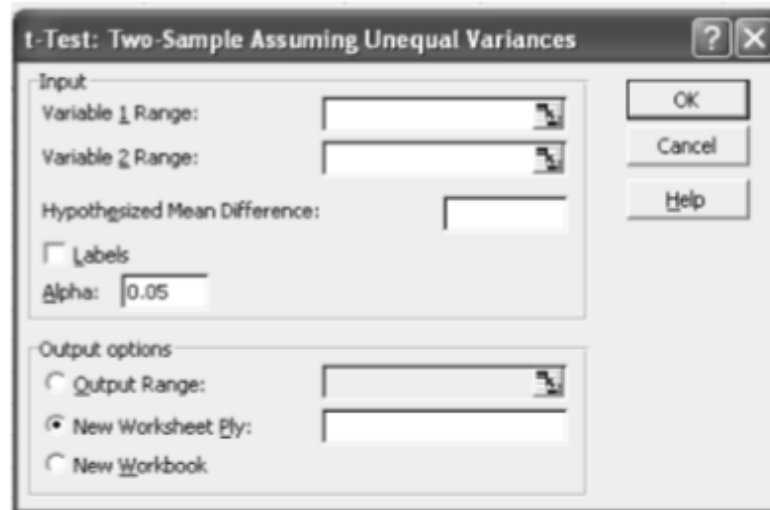 t-Test: Two-Sample Assuming Unequal Variances
Input
Variable 1 Range:
OK
Variable 2 Range:
Cancel
Hypothesized Mean Difference:
Help
Labels
Alpha: 0.05
Output options
Output Range:
New Worksheet Ply:
New Workbook